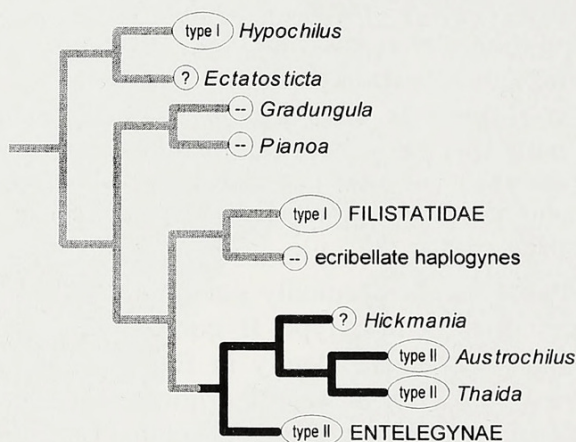 type I Hypochilus
? Ectatosticta
-- Gradungula
-- Pianoa
type I FILISTATIDAE
-- ecribellate haplogynes
? Hickmania
type II Austrochilus
type II Thaida
type II ENTELEGYNAE